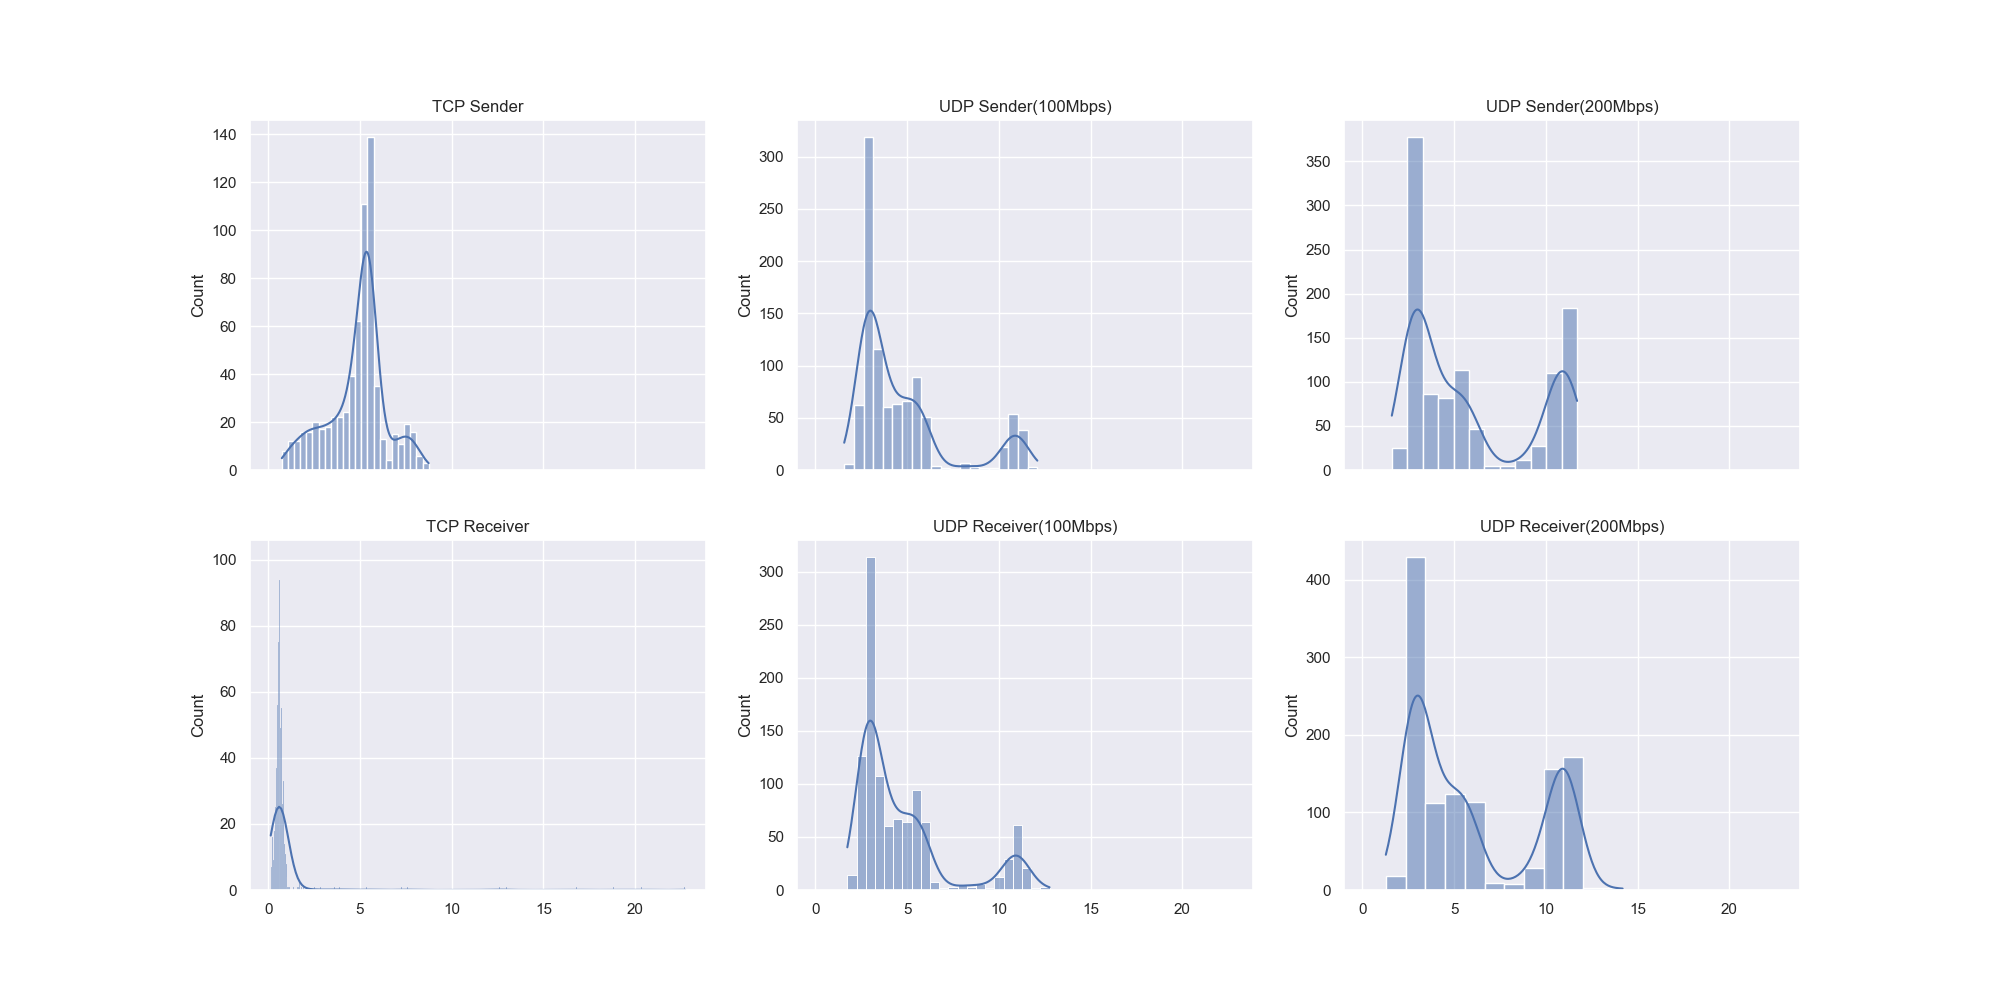 TCP Sender
UDP Sender(100Mbps)
UDP Sender(200Mbps)
Count
140
120
100
80
60
40
20
0
Count
300
250
200
150
100
50
0
Count
350
300
250
200
150
100
50
0
TCP Receiver
UDP Receiver(100Mbps)
UDP Receiver(200Mbps)
Count
100
80
60
40
20
0
0 5 10 15 20
Count
300
250
200
150
100
50
0
0 5 10 15 20
Count
400
300
200
100
0
0 5 10 15 20